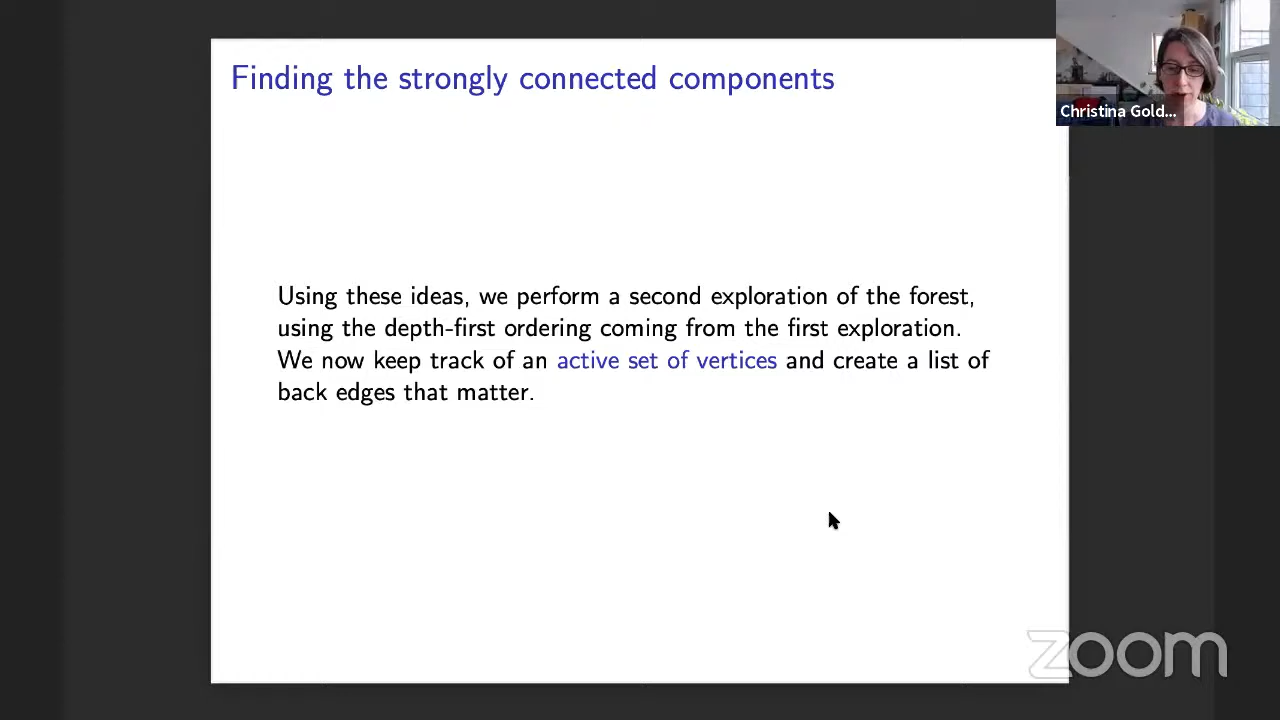 Finding the strongly connected components
Christina Gold...
Using these ideas, we perform a second exploration of the forest,
using the depth-first ordering coming from the first exploration.
We now keep track of an active set of vertices and create a list of
back edges that matter.
zoom